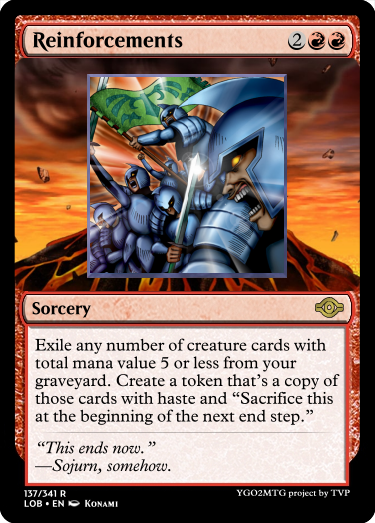 Reinforcements 2
Sorcery
Exile any number of creature cards with
total mana value 5 or less from your
graveyard. Create a token that's a copy of
those cards with haste and “Sacrifice this
at the beginning of the next end step.”
“This ends now.”
—Sojurn, somehow.
137/341 R
LOB • EN Konami
YGO2MTG project by TVP